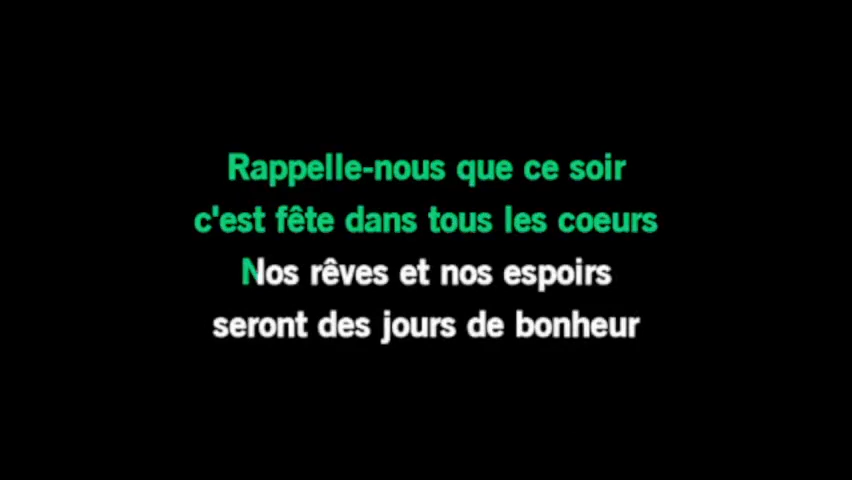 Rappelle-nous que ce soir
c'est fête dans tous les coeurs
Nos rêves et nos espoirs
seront des jours de bonheur